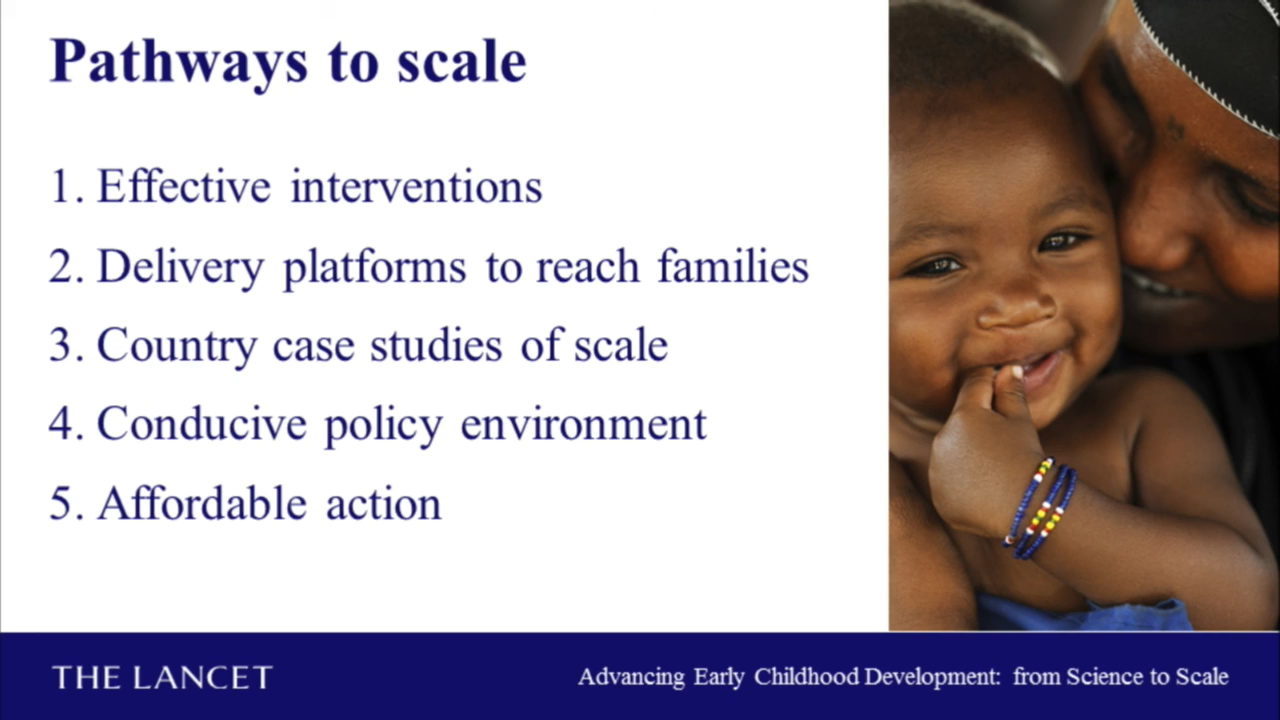 Pathways to scale
1. Effective interventions
2. Delivery platforms to reach families
3. Country case studies of scale
4. Conducive policy environment
5. Affordable action
THE LANCET
Advancing Early Childhood Development: from Science to Scale